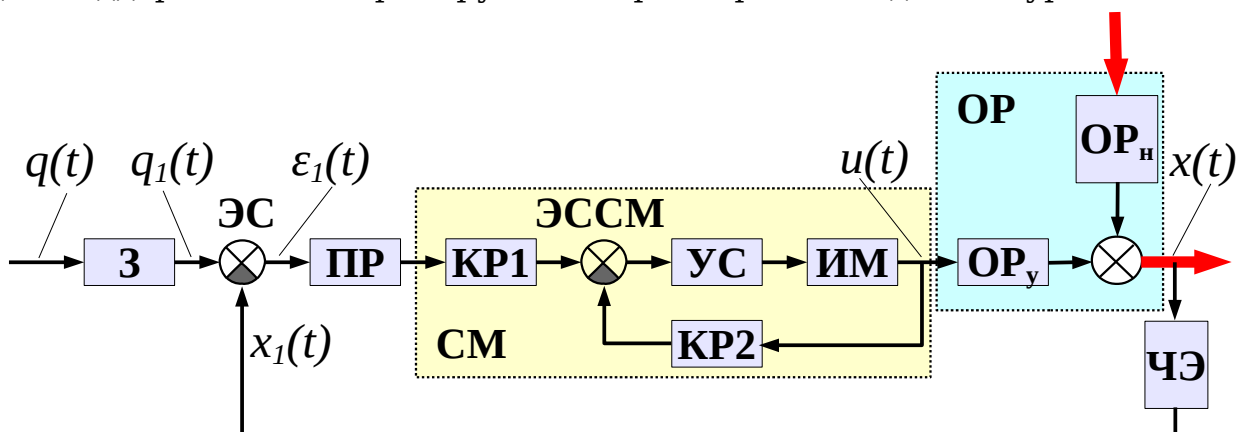 ОР
ОРн
q(t)
q1(t)
ε1(t)
u(t)
x(t)
ЭС
ЭССМ
З
ПР
КР1
УС
ИМ
ОРу
x1(t)
СМ
КР2
ЧЭ